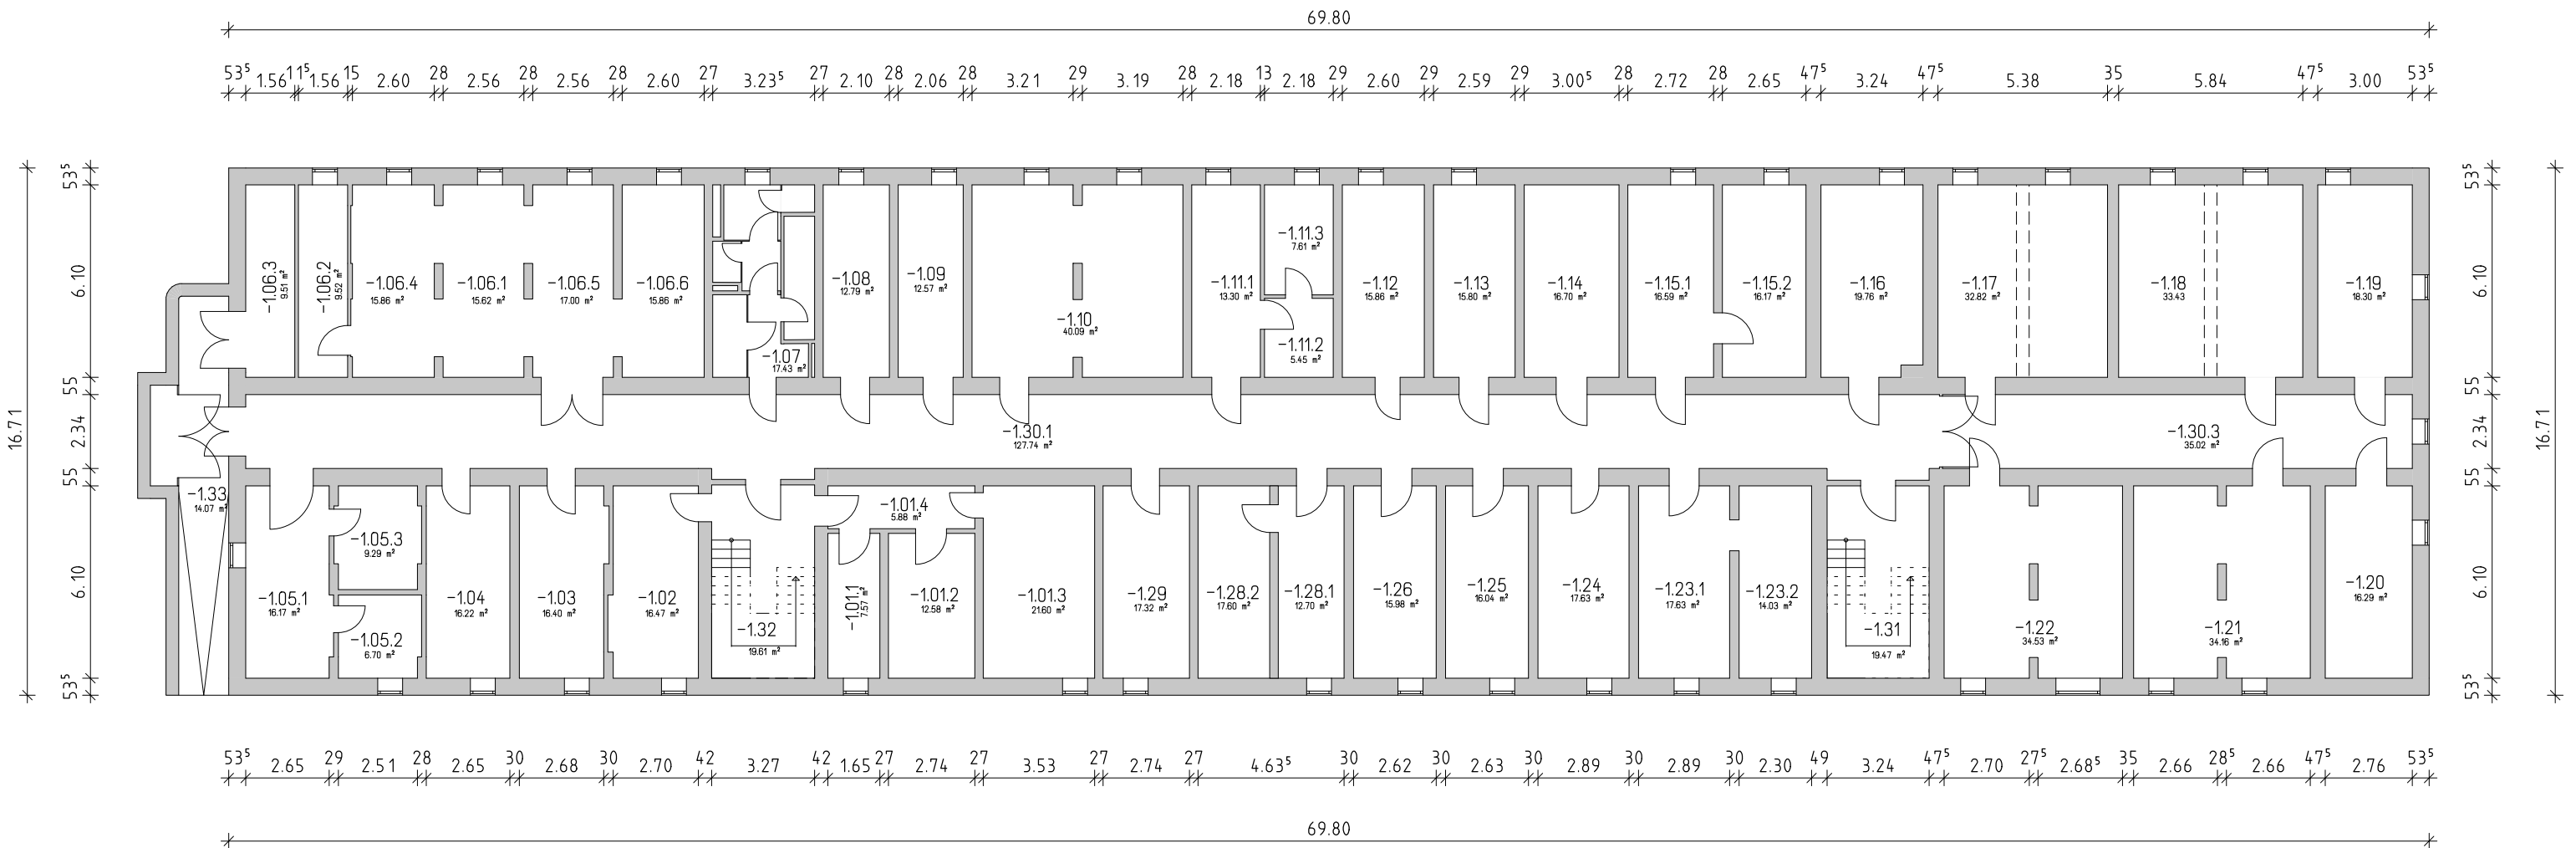 69.80
53⁵ 1.56 11⁵ 1.56 15 2.60 28 2.56 28 2.56 28 2.60 27 3.23⁵ 27 2.10 28 2.06 28 3.21 29 3.19 28 2.18 13 2.18 29 2.60 29 2.59 29 3.00⁵ 28 2.72 28 2.65 47⁵ 3.24 47⁵ 5.38 35 5.84 47⁵ 3.00 53⁵
16.71
53⁵
6.10
55
2.34
55
6.10
53⁵
-1.06.3
9.51 m²
-1.06.2
9.52 m²
-1.06.4
15.86 m²
-1.06.1
15.62 m²
-1.06.5
17.00 m²
-1.06.6
15.86 m²
-1.07
17.43 m²
-1.08
12.79 m²
-1.09
12.57 m²
-1.10
40.09 m²
-1.11.1
13.30 m²
-1.11.3
7.61 m²
-1.11.2
5.45 m²
-1.12
15.86 m²
-1.13
15.80 m²
-1.14
16.70 m²
-1.15.1
16.59 m²
-1.15.2
16.17 m²
-1.16
19.76 m²
-1.17
32.82 m²
-1.18
33.43
-1.19
18.30 m²
-1.30.1
127.74 m²
-1.30.3
35.02 m²
-1.33
14.07 m²
-1.05.1
16.17 m²
-1.05.3
9.29 m²
-1.05.2
6.70 m²
-1.04
16.22 m²
-1.03
16.40 m²
-1.02
16.47 m²
-1.32
19.61 m²
-1.01.4
5.88 m²
-1.01.1
7.57 m²
-1.01.2
12.58 m²
-1.01.3
21.60 m²
-1.29
17.32 m²
-1.28.2
17.60 m²
-1.28.1
12.70 m²
-1.26
15.98 m²
-1.25
16.04 m²
-1.24
17.63 m²
-1.23.1
17.63 m²
-1.23.2
14.03 m²
-1.31
19.47 m²
-1.22
34.53 m²
-1.21
34.16 m²
-1.20
16.29 m²
53⁵
6.10
55
2.34
55
6.10
53⁵
16.71
53⁵ 2.65 29 2.51 28 2.65 30 2.68 30 2.70 42 3.27 42 1.65 27 2.74 27 3.53 27 2.74 27 4.63⁵ 30 2.62 30 2.63 30 2.89 30 2.89 30 2.30 49 3.24 47⁵ 2.70 27⁵ 2.68⁵ 35 2.66 28⁵ 2.66 47⁵ 2.76 53⁵
69.80